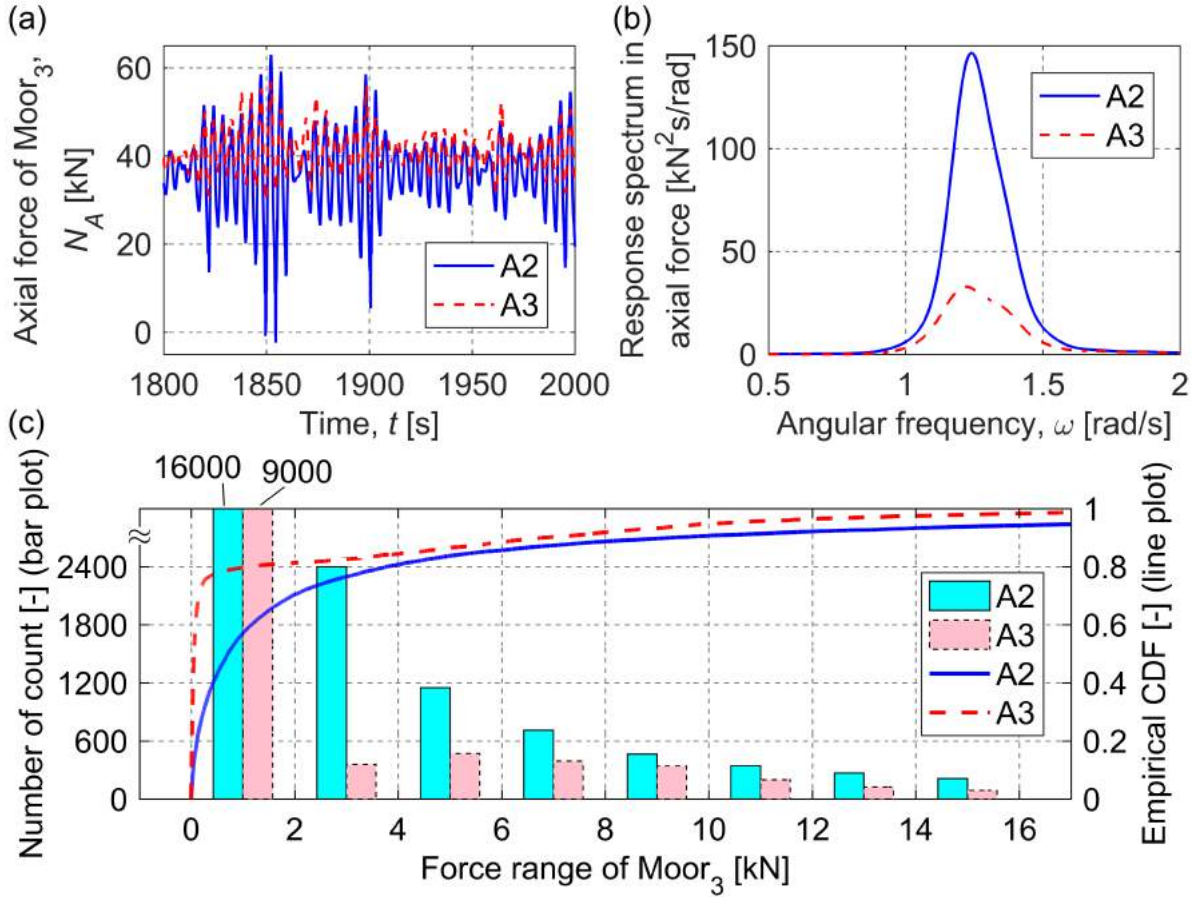 (a)
Axial force of Moor3,
N_A [kN]
60
40
20
0
A2
A3
1800 1850 1900 1950 2000
Time, t [s]
(b)
Response spectrum in
axial force [kN²s/rad]
150
100
50
0
A2
A3
0.5 1 1.5 2
Angular frequency, ω [rad/s]
(c)
16000 9000
Number of count [-] (bar plot)
2400
1800
1200
600
0
A2
A3
A2
A3
1
0.8
0.6
0.4
0.2
0
Empirical CDF [-] (line plot)
0 2 4 6 8 10 12 14 16
Force range of Moor3 [kN]